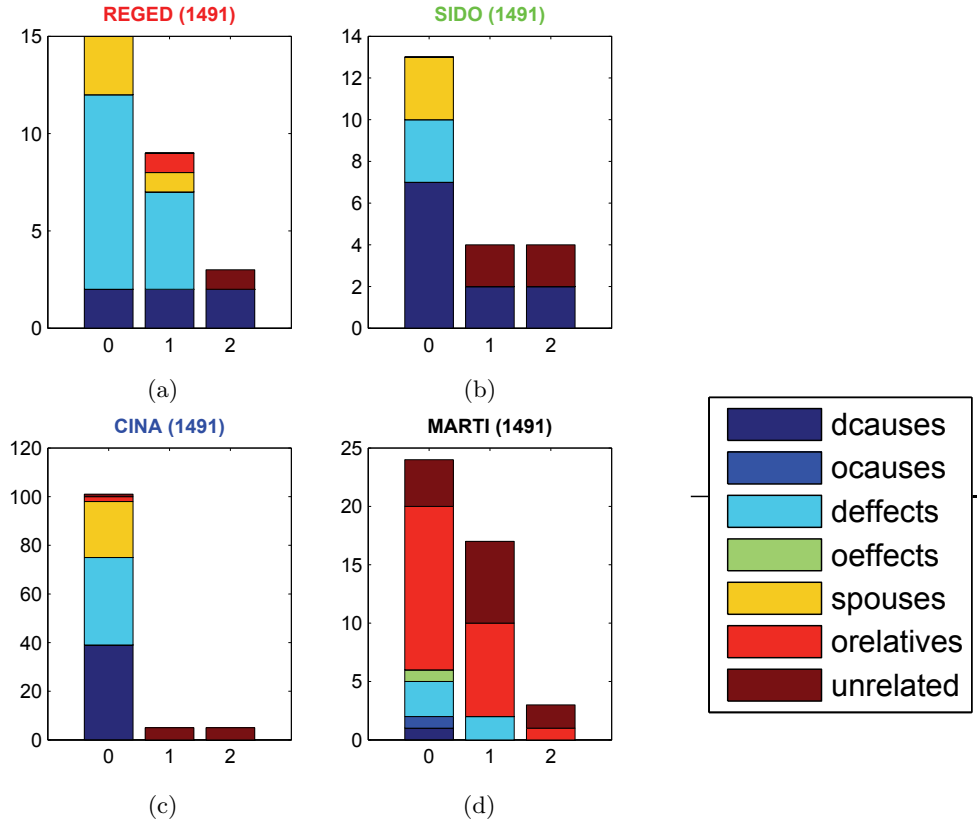 REGED (1491)
15
10
5
0
0 1 2
(a)
SIDO (1491)
14
12
10
8
6
4
2
0
0 1 2
(b)
CINA (1491)
120
100
80
60
40
20
0
0 1 2
(c)
MARTI (1491)
25
20
15
10
5
0
0 1 2
(d)
dcauses
ocauses
deffects
oeffects
spouses
orelatives
unrelated